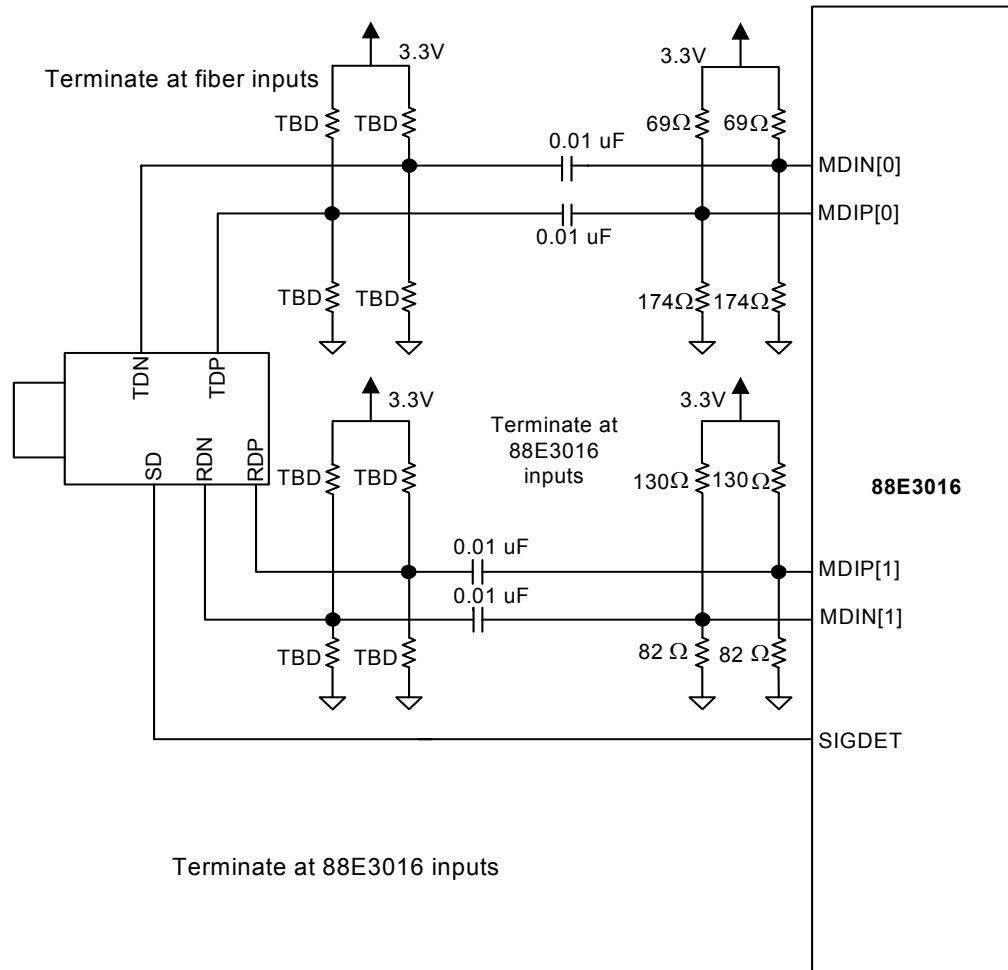 3.3V
3.3V
Terminate at fiber inputs
TBD TBD
69Ω 69Ω
0.01 uF
MDIN[0]
MDIP[0]
0.01 uF
TBD TBD
174Ω 174Ω
TDN
TDP
3.3V
3.3V
Terminate at
88E3016
inputs
SD
RDN
RDP
TBD TBD
130Ω 130Ω
88E3016
0.01 uF
MDIP[1]
0.01 uF
MDIN[1]
TBD TBD
82 Ω 82 Ω
SIGDET
Terminate at 88E3016 inputs